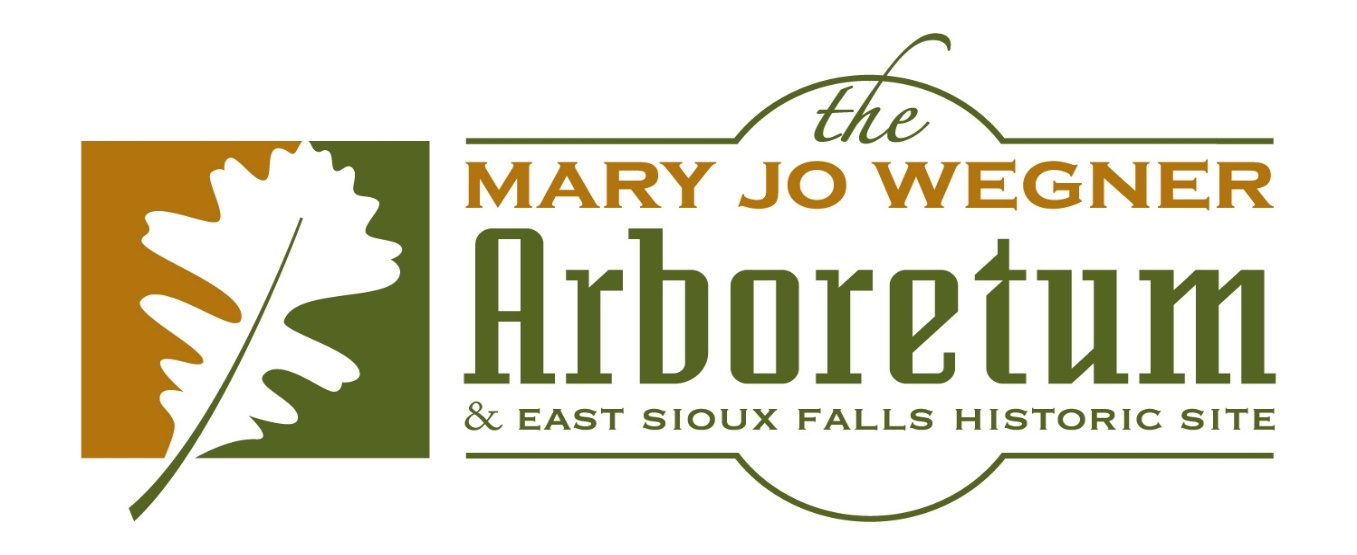 the
MARY JO WEGNER
Arboretum
& EAST SIOUX FALLS HISTORIC SITE